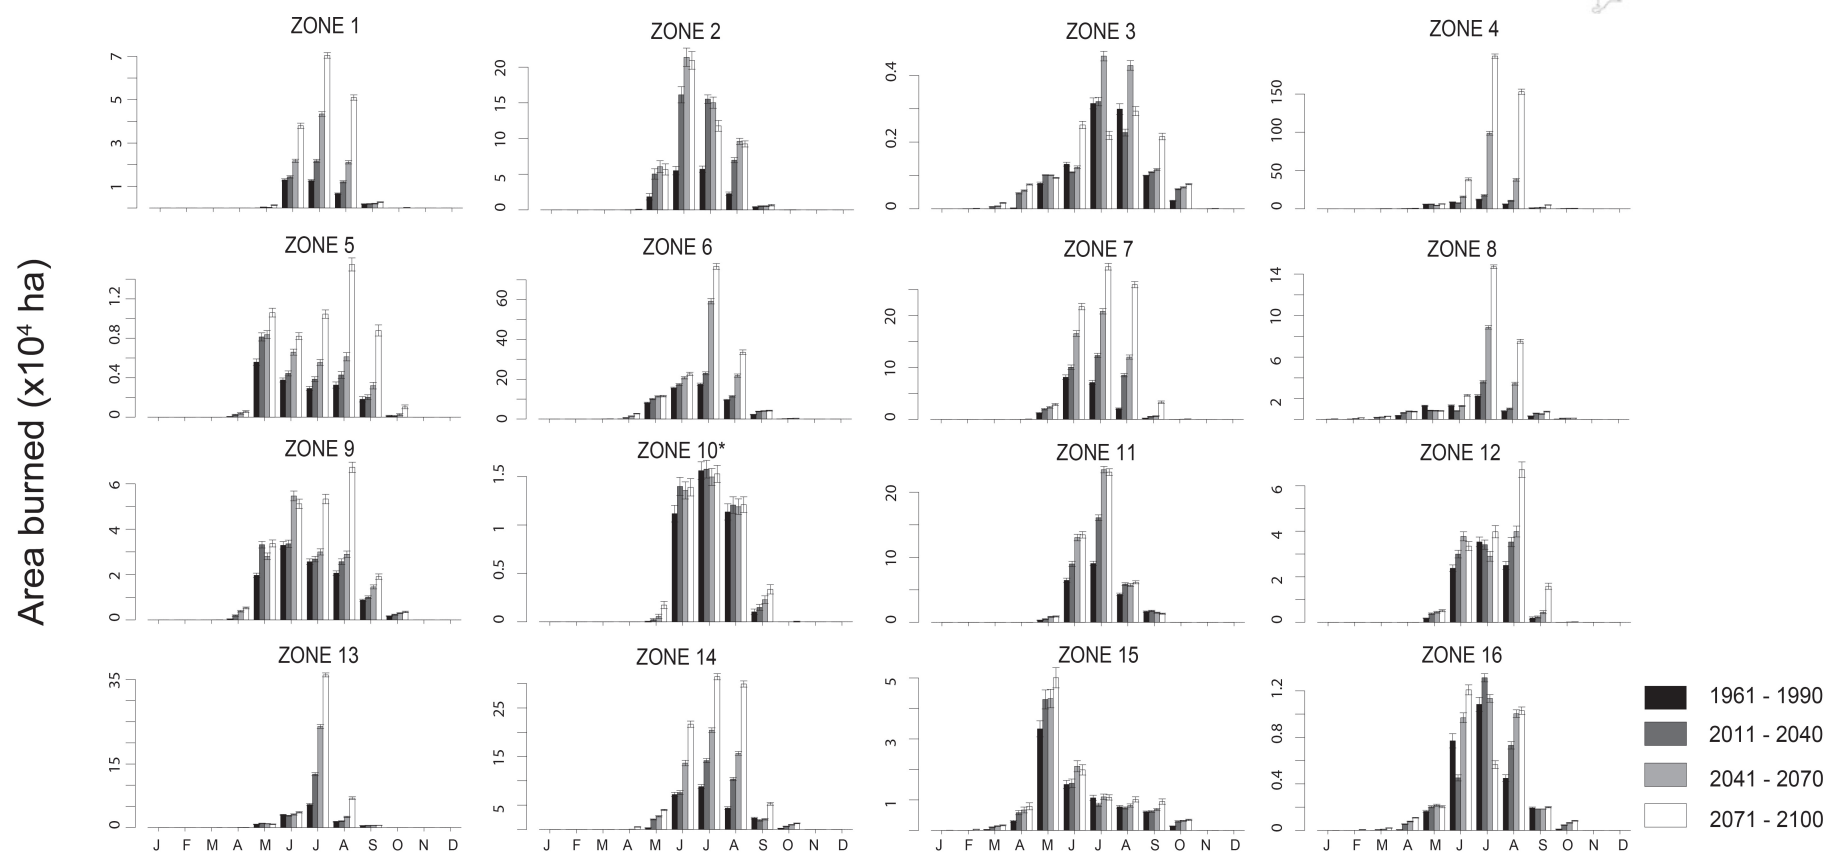 ZONE 1
ZONE 2
ZONE 3
ZONE 4
7
5
3
1
20
15
10
5
0
0.4
0.2
0
150
100
50
0
ZONE 5
ZONE 6
ZONE 7
ZONE 8
1.2
0.8
0.4
0
60
40
20
0
20
10
0
14
10
6
2
Area burned (x10⁴ ha)
ZONE 9
ZONE 10*
ZONE 11
ZONE 12
6
4
2
0
1.5
1
0.5
0
20
10
0
6
4
2
0
ZONE 13
ZONE 14
ZONE 15
ZONE 16
35
15
0
25
15
5
5
3
1
1.2
0.8
0.4
0
J F M A M J J A S O N D
J F M A M J J A S O N D
J F M A M J J A S O N D
J F M A M J J A S O N D
1961 - 1990
2011 - 2040
2041 - 2070
2071 - 2100